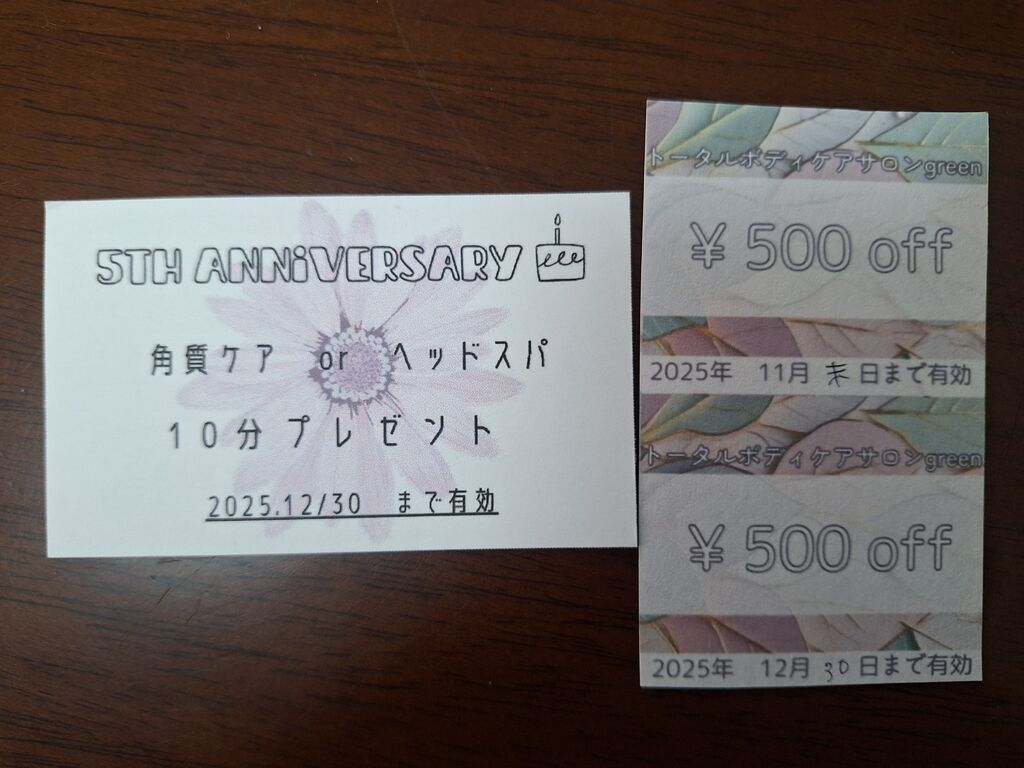 5TH ANNiVERSARY
角質ケア or ヘッドスパ
10分プレゼント
2025.12/30 まで有効
トータルボディケアサロンgreen
¥ 500 off
2025年 11月 末 日まで有効
トータルボディケアサロンgreen
¥ 500 off
2025年 12月 30 日まで有効